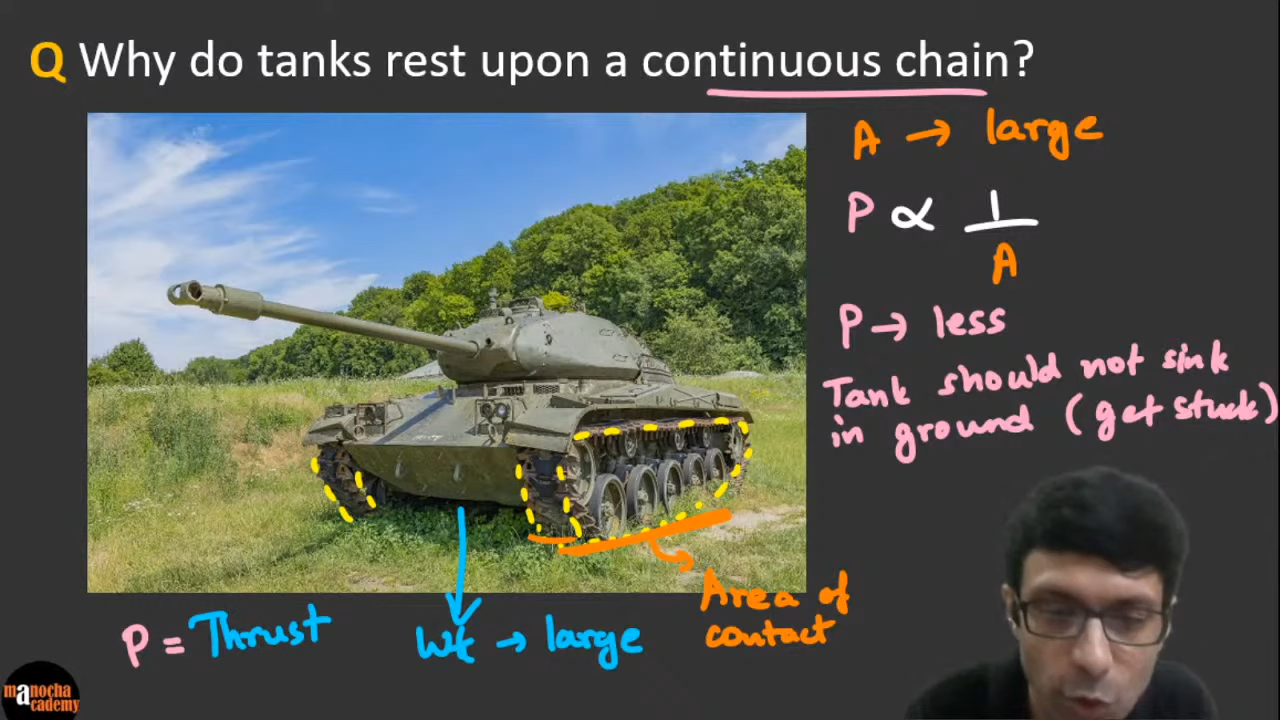 Q Why do tanks rest upon a continuous chain?
A → large
P ∝ 1
A
P → less
Tank should not sink
in ground (get stuck)
Area of
contact
P = Thrust
Wt → large
manocha
academy